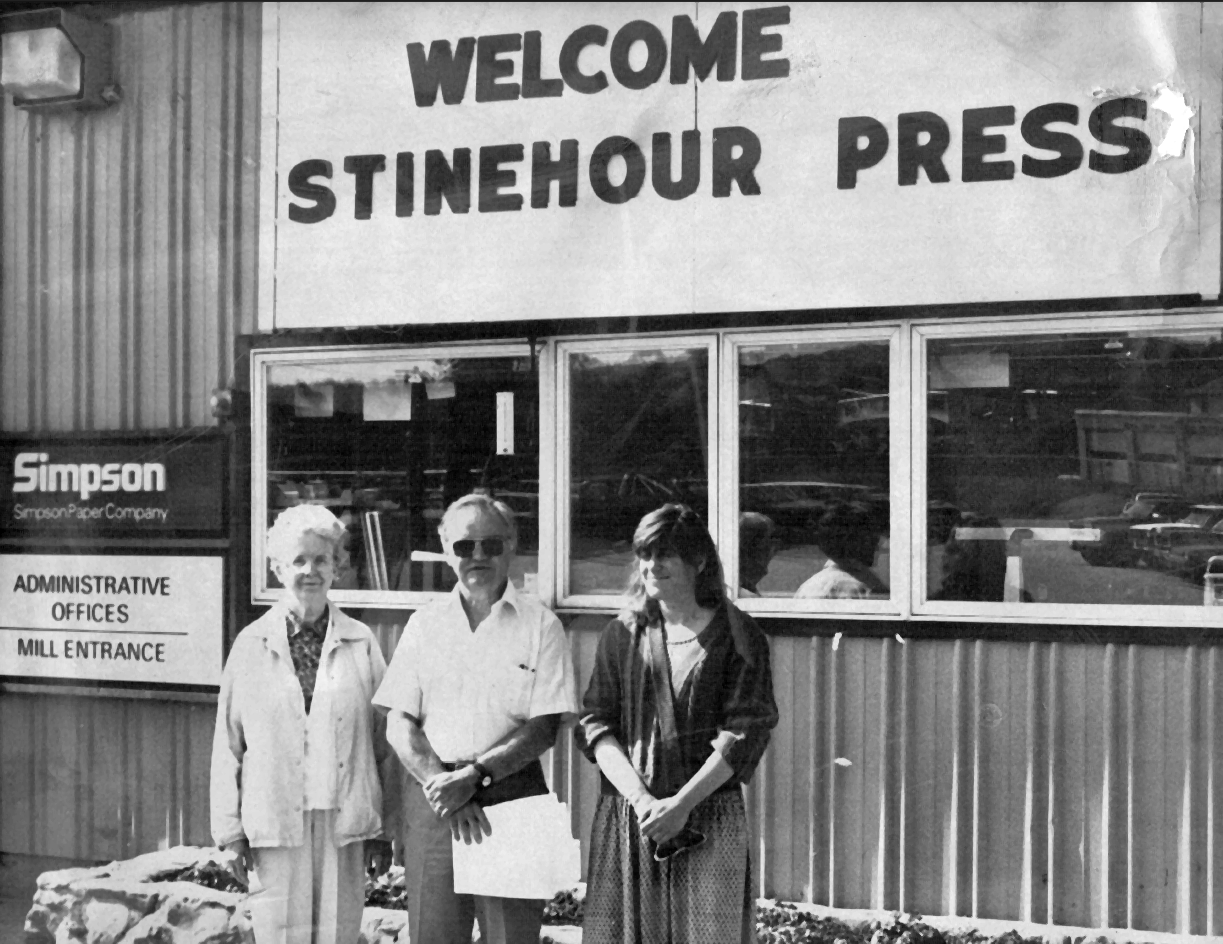 WELCOME
STINEHOUR PRESS
Simpson
Simpson Paper Company
ADMINISTRATIVE
OFFICES
MILL ENTRANCE